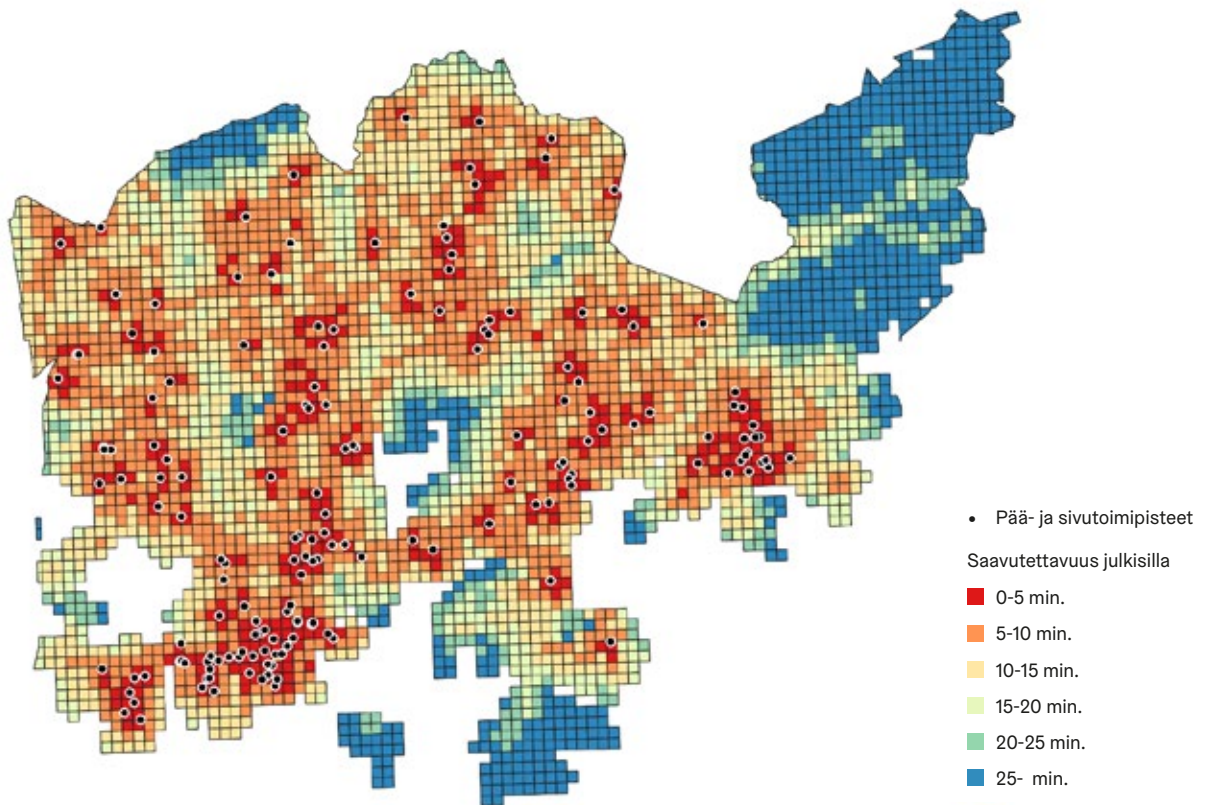 Pää- ja sivutoimipisteet
Saavutettavuus julkisilla
0-5 min.
5-10 min.
10-15 min.
15-20 min.
20-25 min.
25- min.